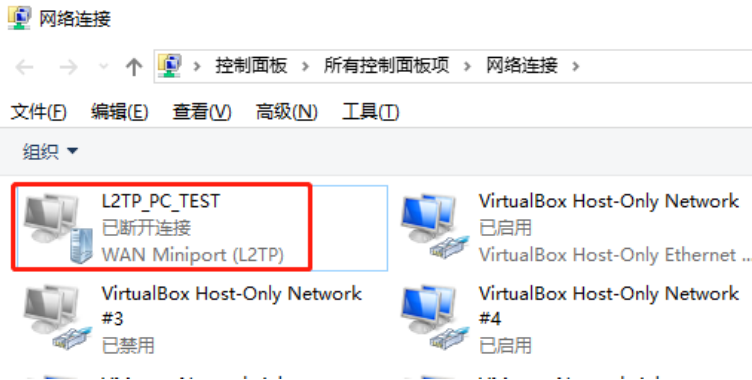 网络连接
控制面板 > 所有控制面板项 > 网络连接 >
文件(F) 编辑(E) 查看(V) 高级(N) 工具(T)
组织
L2TP_PC_TEST
已断开连接
WAN Miniport (L2TP)
VirtualBox Host-Only Network
已启用
VirtualBox Host-Only Ethernet ...
VirtualBox Host-Only Network
#3
已禁用
VirtualBox Host-Only Network
#4
已启用